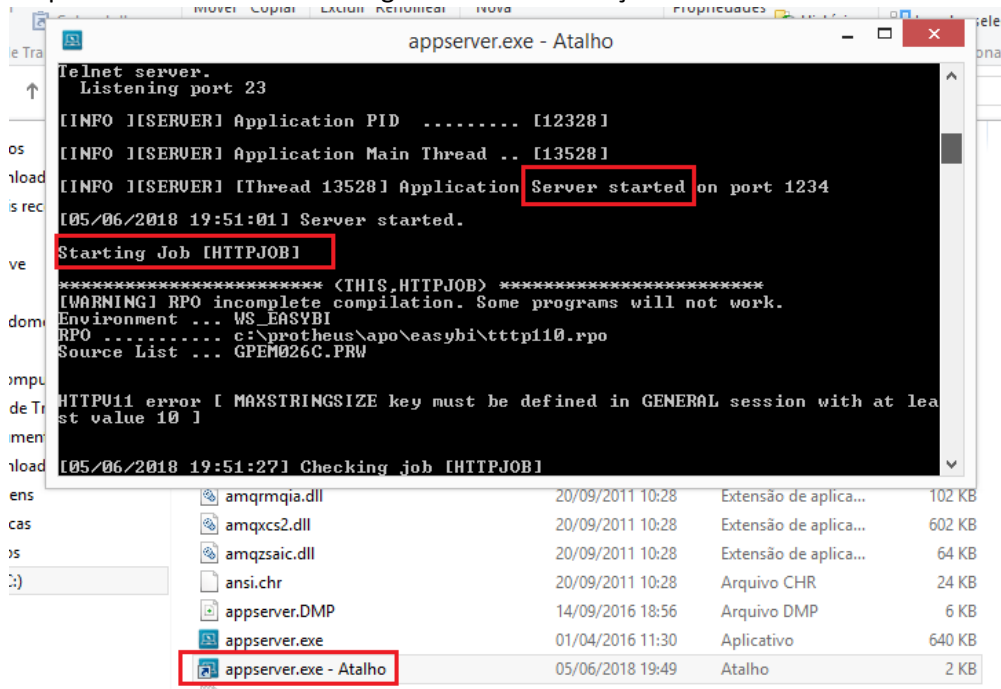 Mover Copiar Excluir Renomear Nova Propriedades
e Tra
appserver.exe - Atalho
Telnet server.
Listening port 23
[INFO ][SERVER] Application PID ......... [12328]
[INFO ][SERVER] Application Main Thread .. [13528]
[INFO ][SERVER] [Thread 13528] Application Server started on port 1234
[05/06/2018 19:51:01] Server started.
Starting Job [HTTPJOB]
************************* (THIS,HTTPJOB) *************************
[WARNING] RPO incomplete compilation. Some programs will not work.
Environment ... WS_EASYBI
RPO ........... c:\protheus\apo\easybi\tttp110.rpo
Source List ... GPEM026C.PRW
HTTPV11 error [ MAXSTRINGSIZE key must be defined in GENERAL session with at lea
st value 10 ]
[05/06/2018 19:51:27] Checking job [HTTPJOB]
os
nload
is rec
ve
dom
ompu
de Tr
umen
nload
ens
cas
os
C:)
amqrmqia.dll 20/09/2011 10:28 Extensão de aplica... 102 KB
amqxcs2.dll 20/09/2011 10:28 Extensão de aplica... 602 KB
amqzsaic.dll 20/09/2011 10:28 Extensão de aplica... 64 KB
ansi.chr 20/09/2011 10:28 Arquivo CHR 24 KB
appserver.DMP 14/09/2016 18:56 Arquivo DMP 6 KB
appserver.exe 01/04/2016 11:30 Aplicativo 640 KB
appserver.exe - Atalho 05/06/2018 19:49 Atalho 2 KB